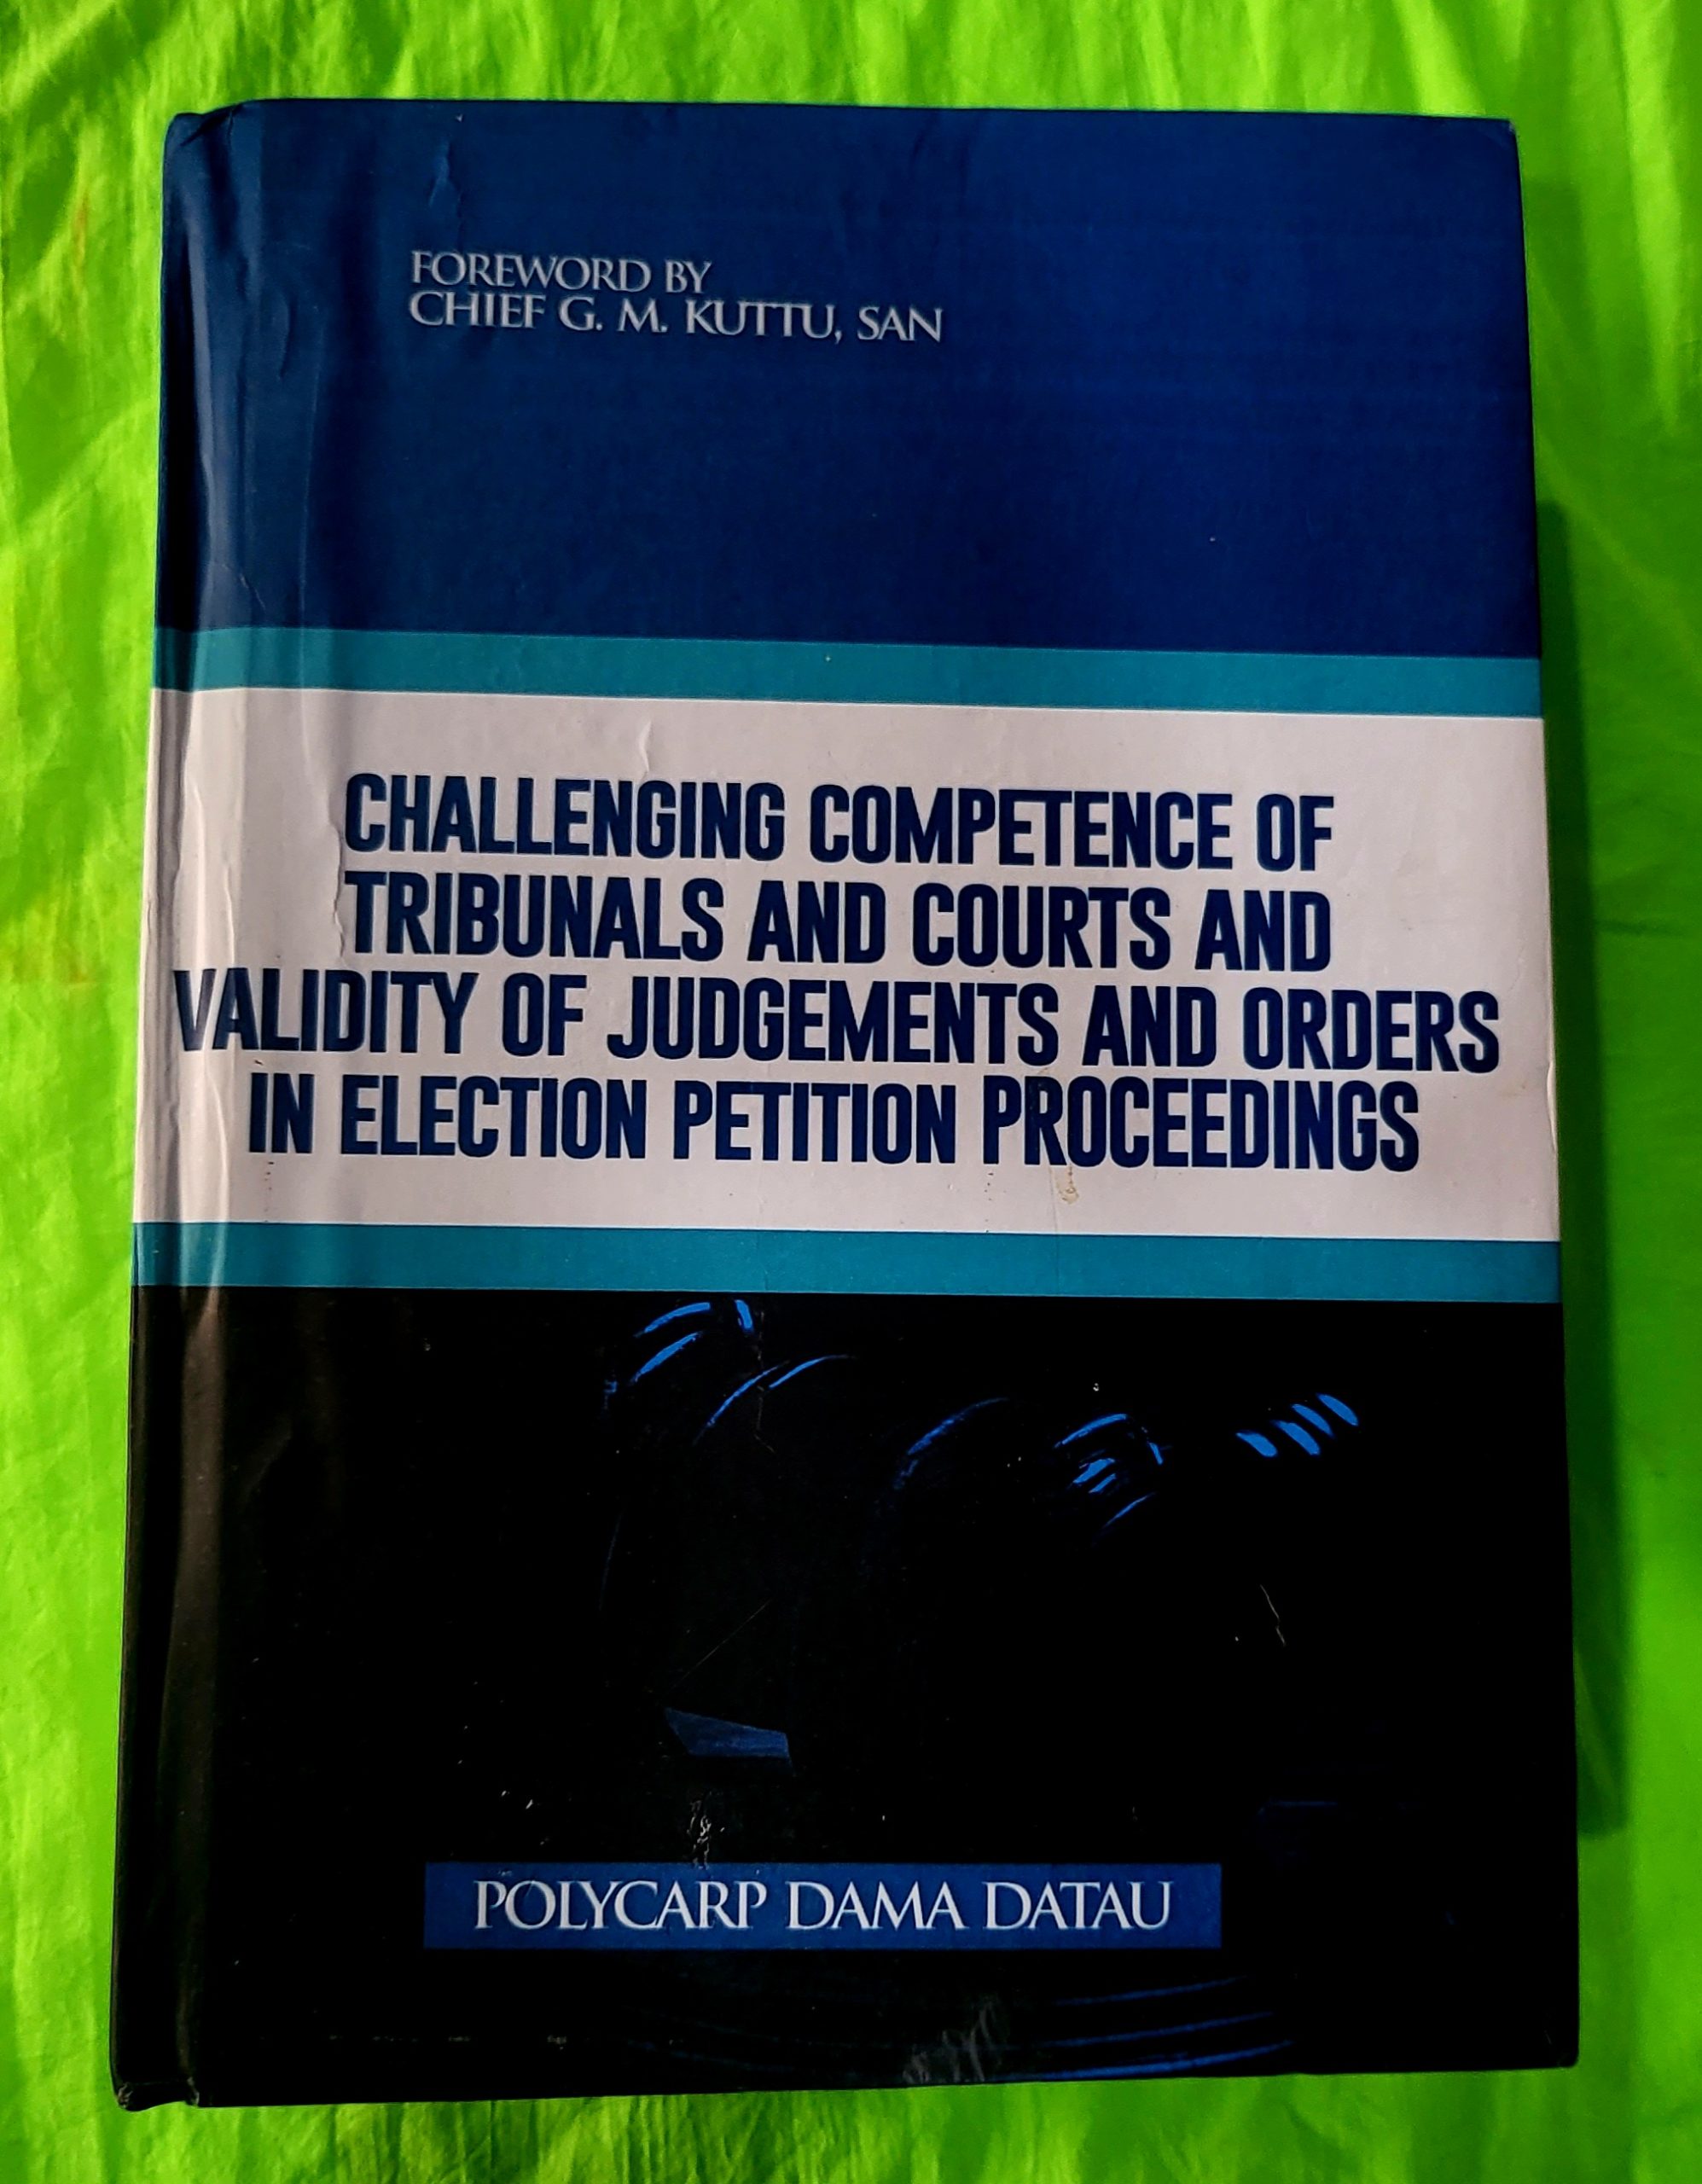 FOREWORD BY
CHIEF G. M. KUTTU, SAN
CHALLENGING COMPETENCE OF
TRIBUNALS AND COURTS AND
VALIDITY OF JUDGEMENTS AND ORDERS
IN ELECTION PETITION PROCEEDINGS
POLYCARP DAMA DATAU